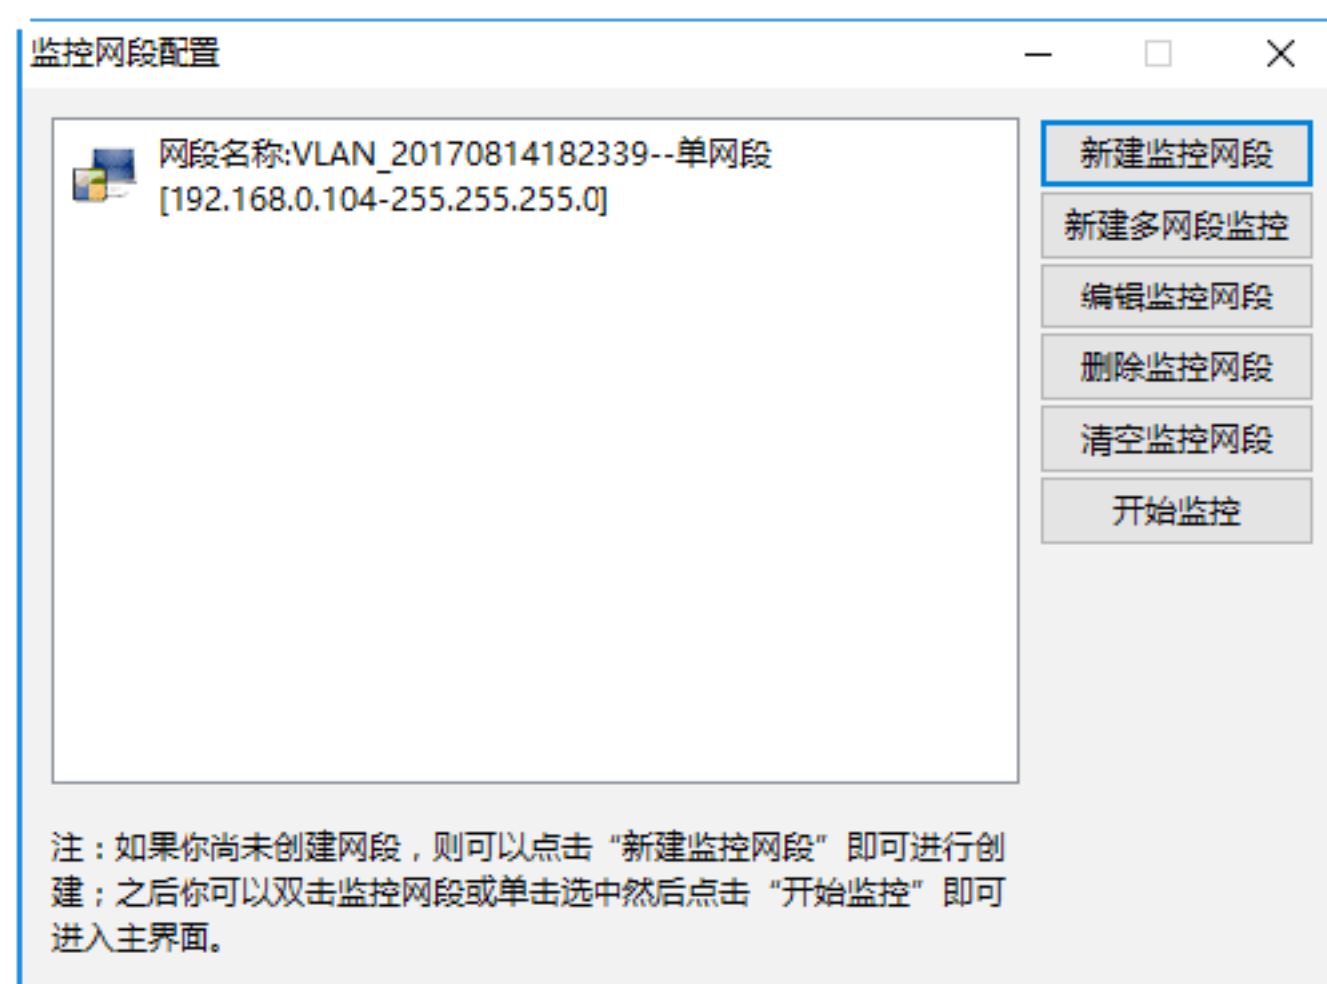 监控网段配置
网段名称:VLAN_20170814182339--单网段
[192.168.0.104-255.255.255.0]
新建监控网段
新建多网段监控
编辑监控网段
删除监控网段
清空监控网段
开始监控
注：如果你尚未创建网段，则可以点击“新建监控网段”即可进行创
建；之后你可以双击监控网段或单击选中然后点击“开始监控”即可
进入主界面。